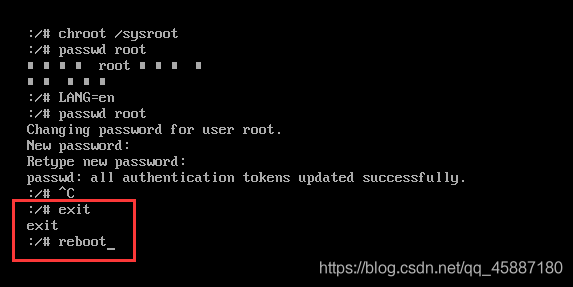 :/# chroot /sysroot
:/# passwd root
root
:/# LANG=en
:/# passwd root
Changing password for user root.
New password:
Retype new password:
passwd: all authentication tokens updated successfully.
:/# ^C
:/# exit
exit
:/# reboot_
https://blog.csdn.net/qq_45887180